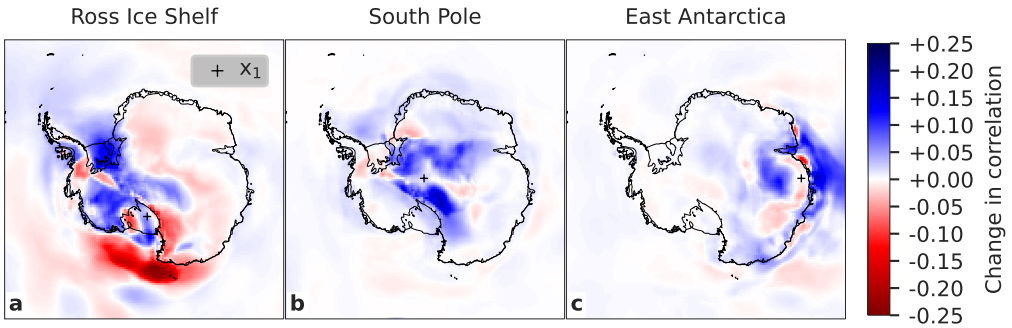 Ross Ice Shelf
South Pole
East Antarctica
+ x₁
a
b
c
+0.25
+0.20
+0.15
+0.10
+0.05
+0.00
-0.05
-0.10
-0.15
-0.20
-0.25
Change in correlation